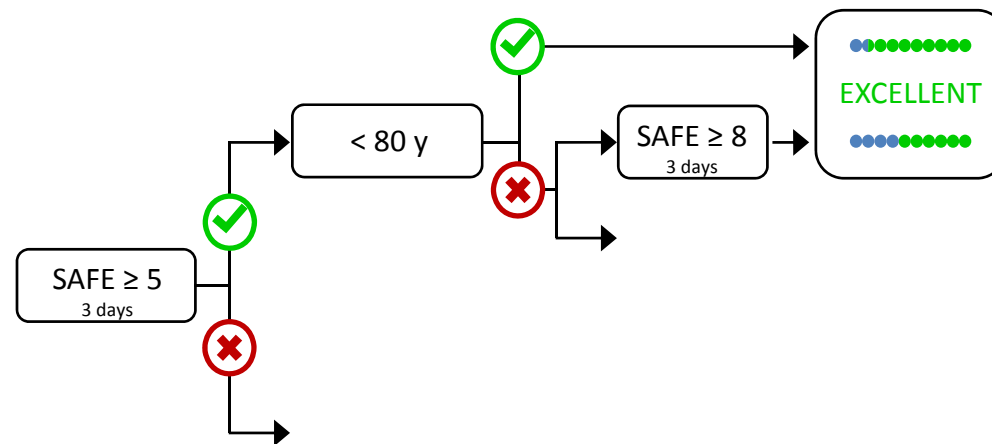 EXCELLENT
< 80 y
SAFE ≥ 8
3 days
SAFE ≥ 5
3 days